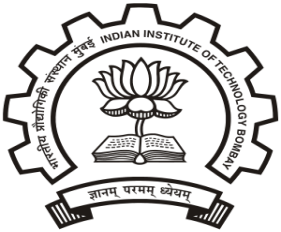 भारतीय प्रौद्योगिकी संस्थान मुंबई
INDIAN INSTITUTE OF TECHNOLOGY BOMBAY
ज्ञानम् परमम् ध्येयम्